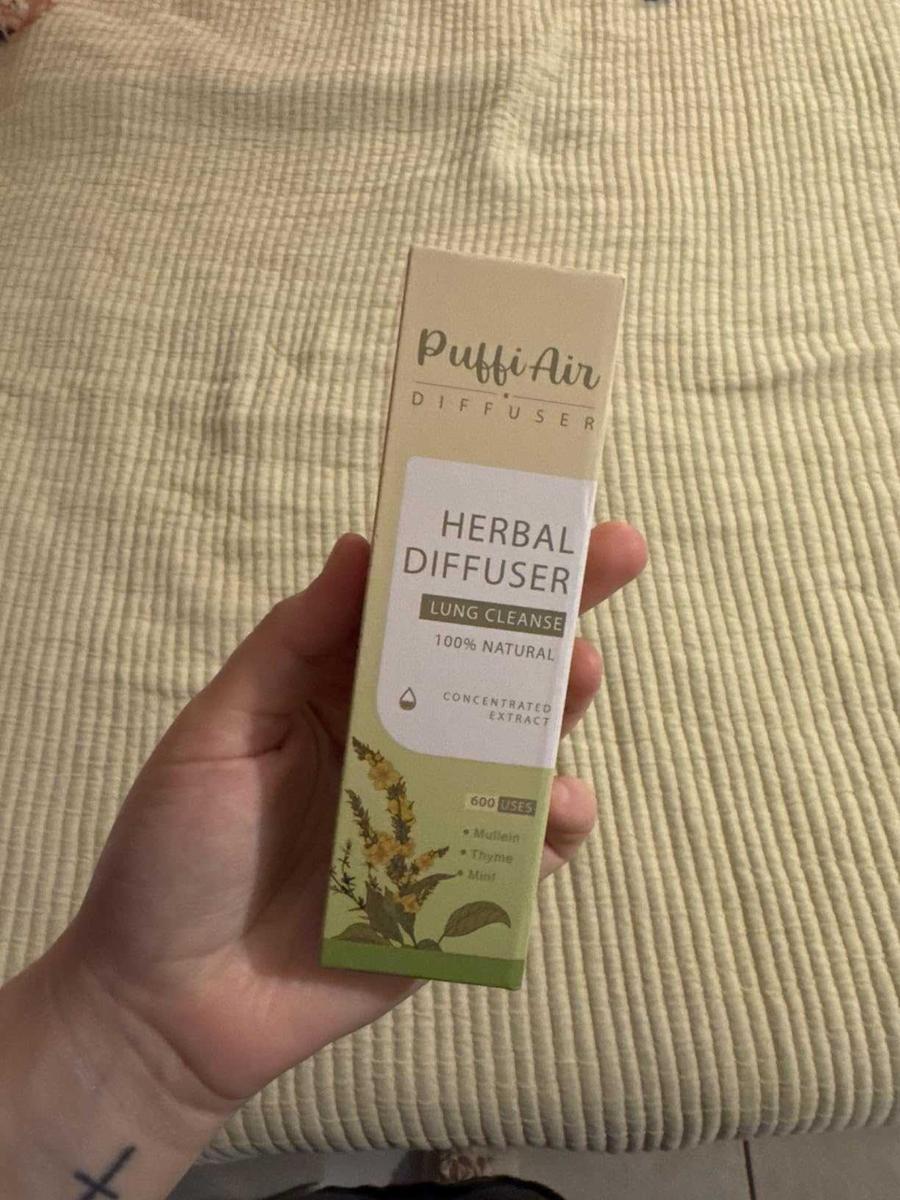 Puffi Air
DIFFUSER
HERBAL
DIFFUSER
LUNG CLEANSE
100% NATURAL
CONCENTRATED
EXTRACT
600 USES
• Mullein
• Thyme
• Mint